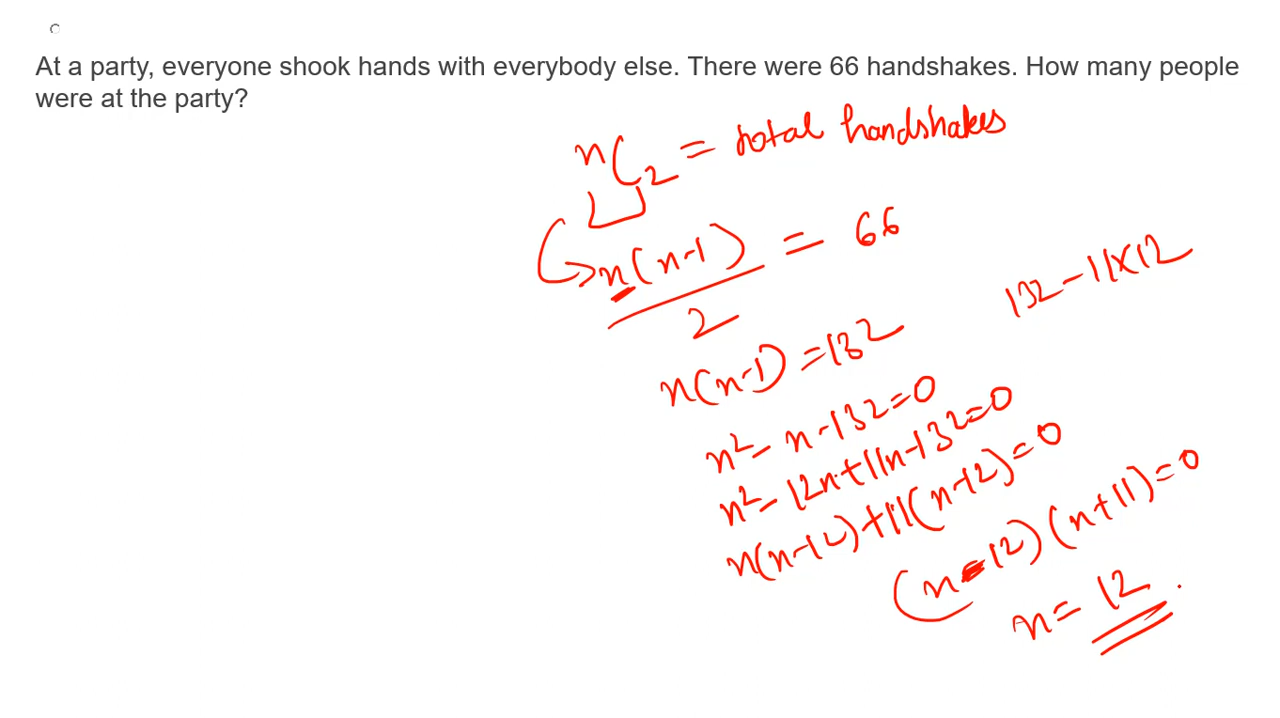 At a party, everyone shook hands with everybody else. There were 66 handshakes. How many people
were at the party?
nC2 = total handshakes
n(n-1)/2 = 66
132 - 11x12
n(n-1) = 132
n² - n - 132 = 0
n² - 12n + 11n - 132 = 0
n(n-12) + 11(n-12) = 0
(n-12)(n+11) = 0
n = 12